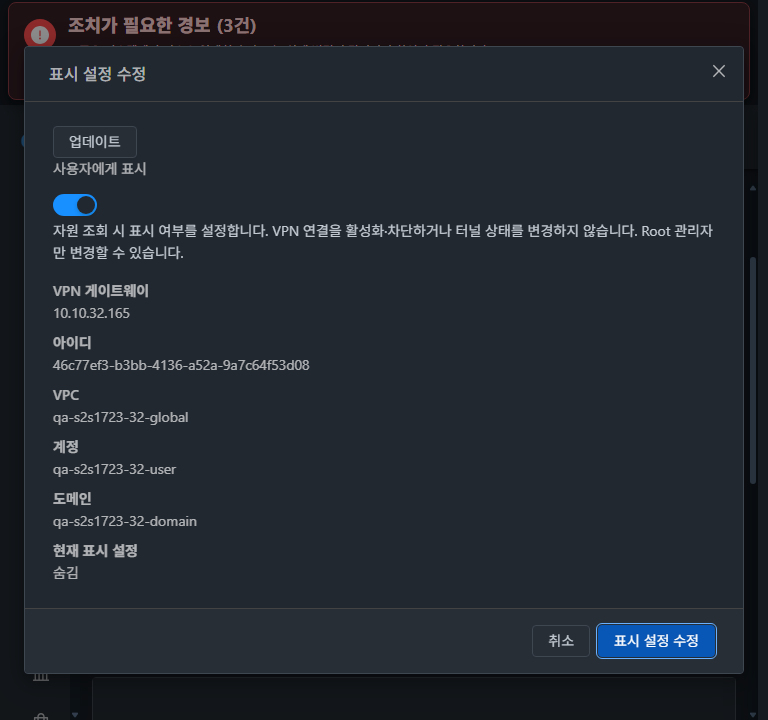 조치가 필요한 경보 (3건)
표시 설정 수정
업데이트
사용자에게 표시
자원 조회 시 표시 여부를 설정합니다. VPN 연결을 활성화·차단하거나 터널 상태를 변경하지 않습니다. Root 관리자
만 변경할 수 있습니다.
VPN 게이트웨이
10.10.32.165
아이디
46c77ef3-b3bb-4136-a52a-9a7c64f53d08
VPC
qa-s2s1723-32-global
계정
qa-s2s1723-32-user
도메인
qa-s2s1723-32-domain
현재 표시 설정
숨김
취소
표시 설정 수정